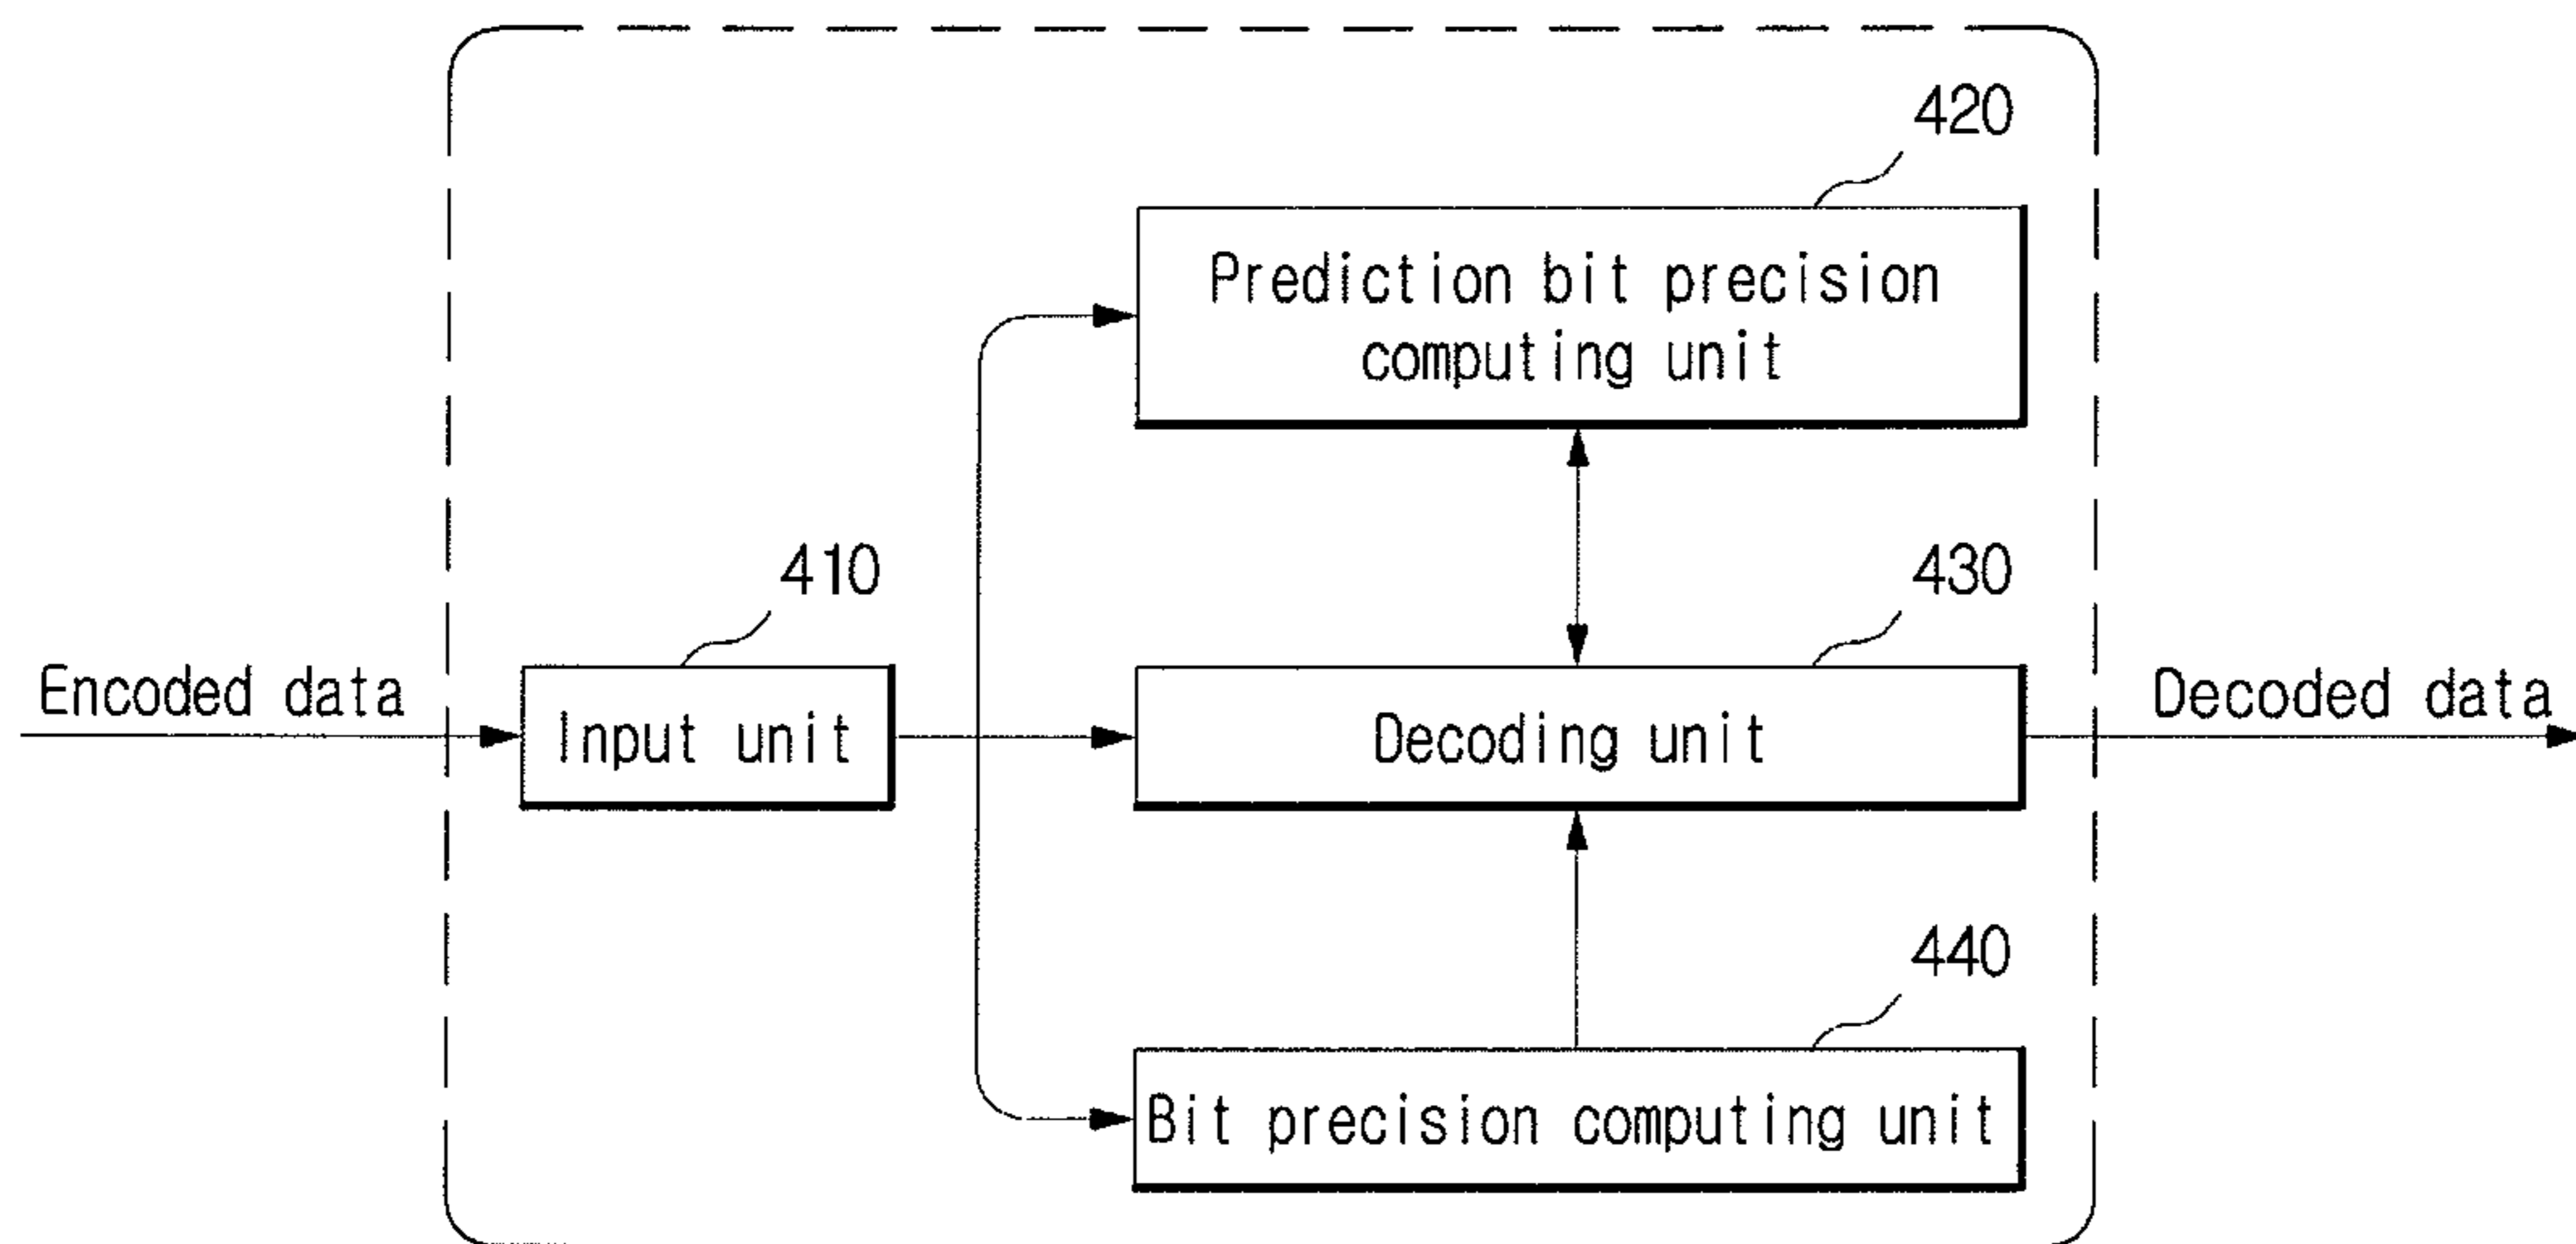 420
Prediction bit precision
computing unit
410
430
Encoded data
Input unit
Decoding unit
Decoded data
440
Bit precision computing unit